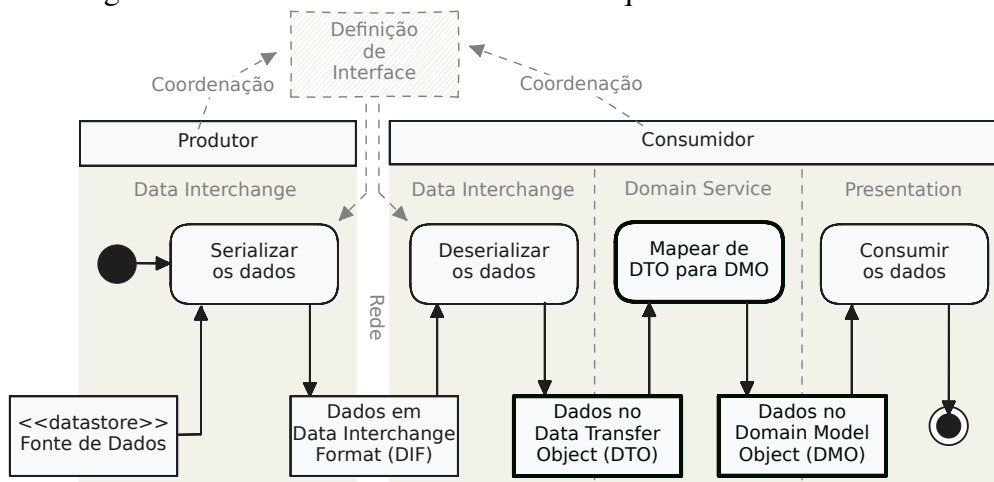 Definição
de
Interface
Coordenação
Coordenação
Produtor
Consumidor
Data Interchange
Data Interchange
Domain Service
Presentation
Serializar
os dados
Deserializar
os dados
Mapear de
DTO para DMO
Consumir
os dados
Rede
<<datastore>>
Fonte de Dados
Dados em
Data Interchange
Format (DIF)
Dados no
Data Transfer
Object (DTO)
Dados no
Domain Model
Object (DMO)